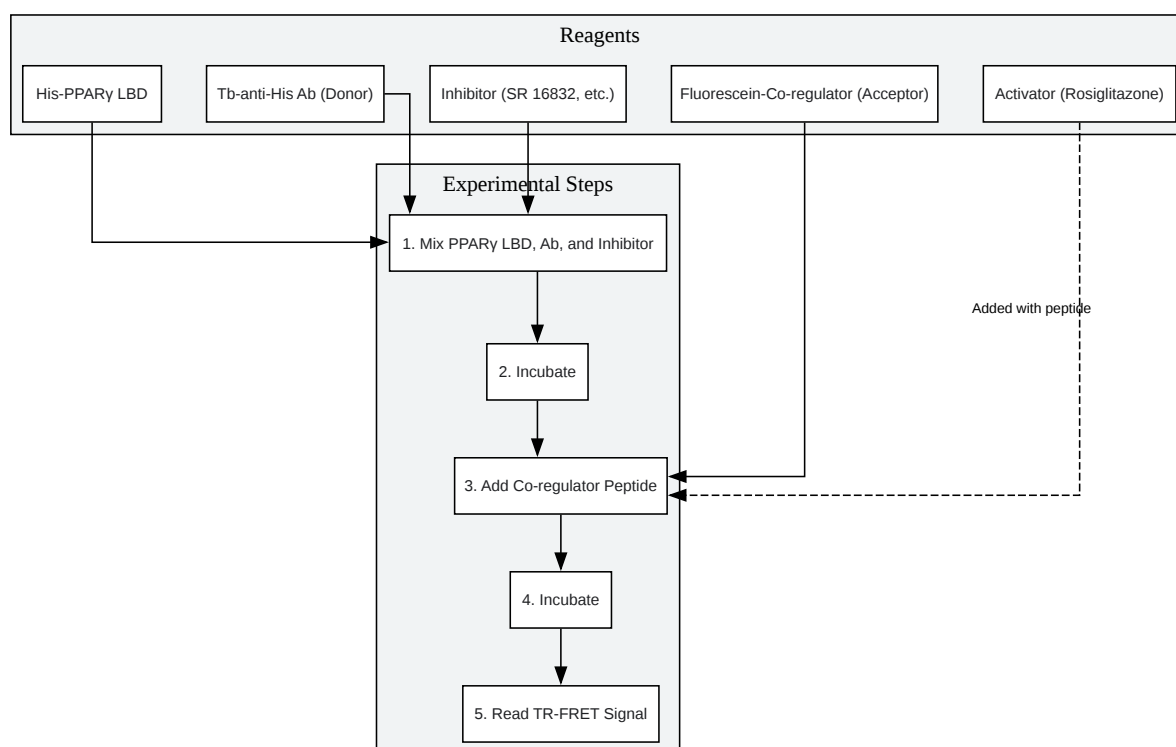 Reagents
His-PPARγ LBD
Tb-anti-His Ab (Donor)
Inhibitor (SR 16832, etc.)
Fluorescein-Co-regulator (Acceptor)
Activator (Rosiglitazone)
Experimental Steps
1. Mix PPARγ LBD, Ab, and Inhibitor
Added with peptide
2. Incubate
3. Add Co-regulator Peptide
4. Incubate
5. Read TR-FRET Signal